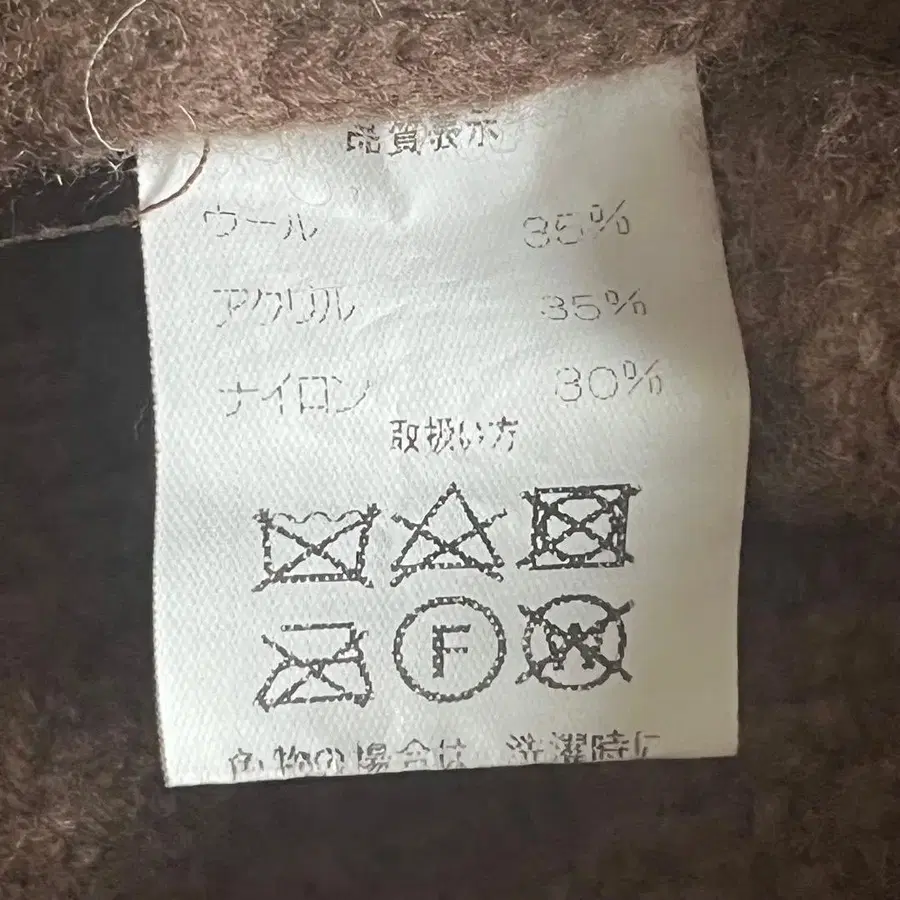 品質表示
ウール 35%
アクリル 35%
ナイロン 30%
取扱い方
F
W
色物の場合は 洗濯時に